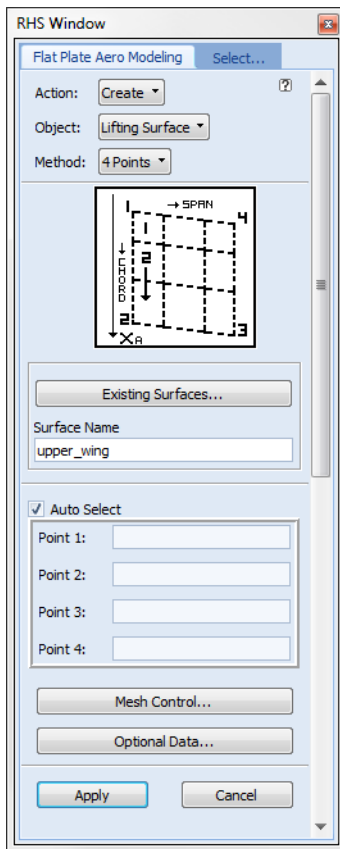 RHS Window
Flat Plate Aero Modeling Select...
Action: Create
?
Object: Lifting Surface
Method: 4 Points
→ SPAN
1 4
1
2
← CHORD
2 3
XA
Existing Surfaces...
Surface Name
upper_wing
Auto Select
Point 1:
Point 2:
Point 3:
Point 4:
Mesh Control...
Optional Data...
Apply Cancel